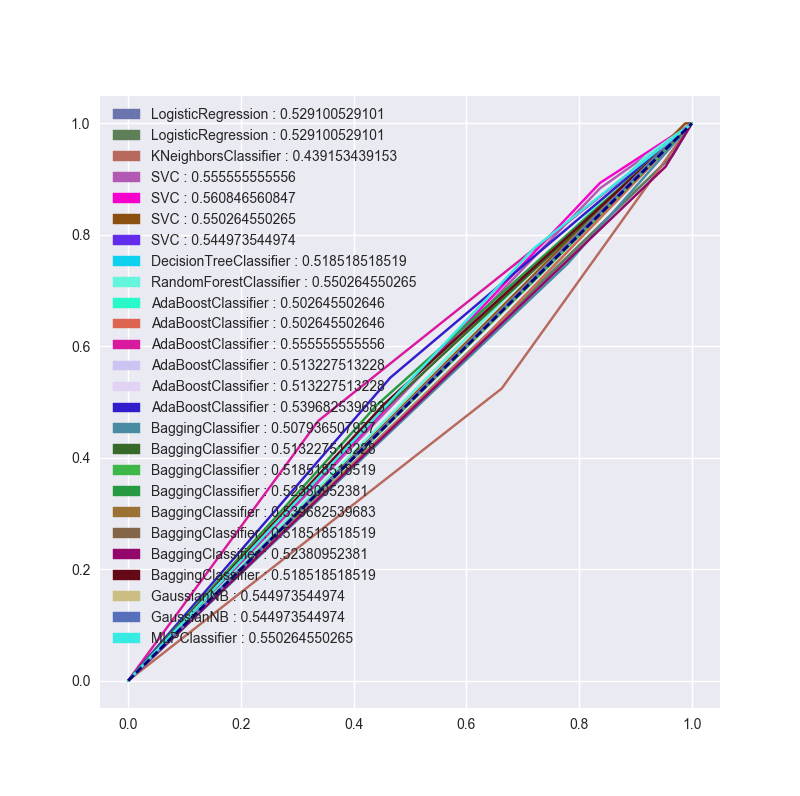 LogisticRegression : 0.529100529101
LogisticRegression : 0.529100529101
KNeighborsClassifier : 0.439153439153
SVC : 0.555555555556
SVC : 0.560846560847
SVC : 0.550264550265
SVC : 0.544973544974
DecisionTreeClassifier : 0.518518518519
RandomForestClassifier : 0.550264550265
AdaBoostClassifier : 0.502645502646
AdaBoostClassifier : 0.502645502646
AdaBoostClassifier : 0.555555555556
AdaBoostClassifier : 0.513227513228
AdaBoostClassifier : 0.513227513228
AdaBoostClassifier : 0.539682539683
BaggingClassifier : 0.507936507937
BaggingClassifier : 0.513227513228
BaggingClassifier : 0.518518518519
BaggingClassifier : 0.52380952381
BaggingClassifier : 0.539682539683
BaggingClassifier : 0.518518518519
BaggingClassifier : 0.52380952381
BaggingClassifier : 0.518518518519
GaussianNB : 0.544973544974
GaussianNB : 0.544973544974
MLPClassifier : 0.550264550265
1.0
0.8
0.6
0.4
0.2
0.0
0.0 0.2 0.4 0.6 0.8 1.0